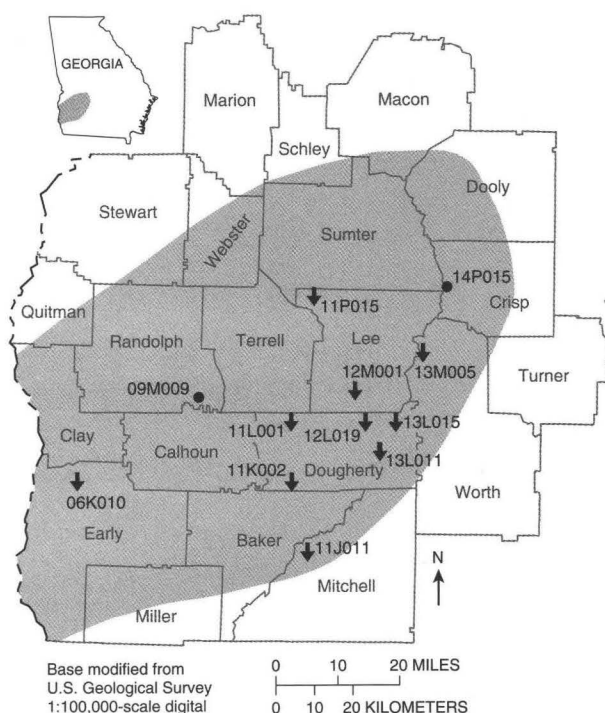 GEORGIA
Marion
Macon
Schley
Dooly
Stewart
Webster
Sumter
14P015
Quitman
11P015
Crisp
Randolph
Terrell
Lee
12M001
13M005
Turner
09M009
11L001
12L019
13L015
Clay
Calhoun
13L011
11K002
Dougherty
06K010
Worth
Early
Baker
11J011
N
Mitchell
Miller
Base modified from
U.S. Geological Survey
1:100,000-scale digital
0 10 20 MILES
0 10 20 KILOMETERS